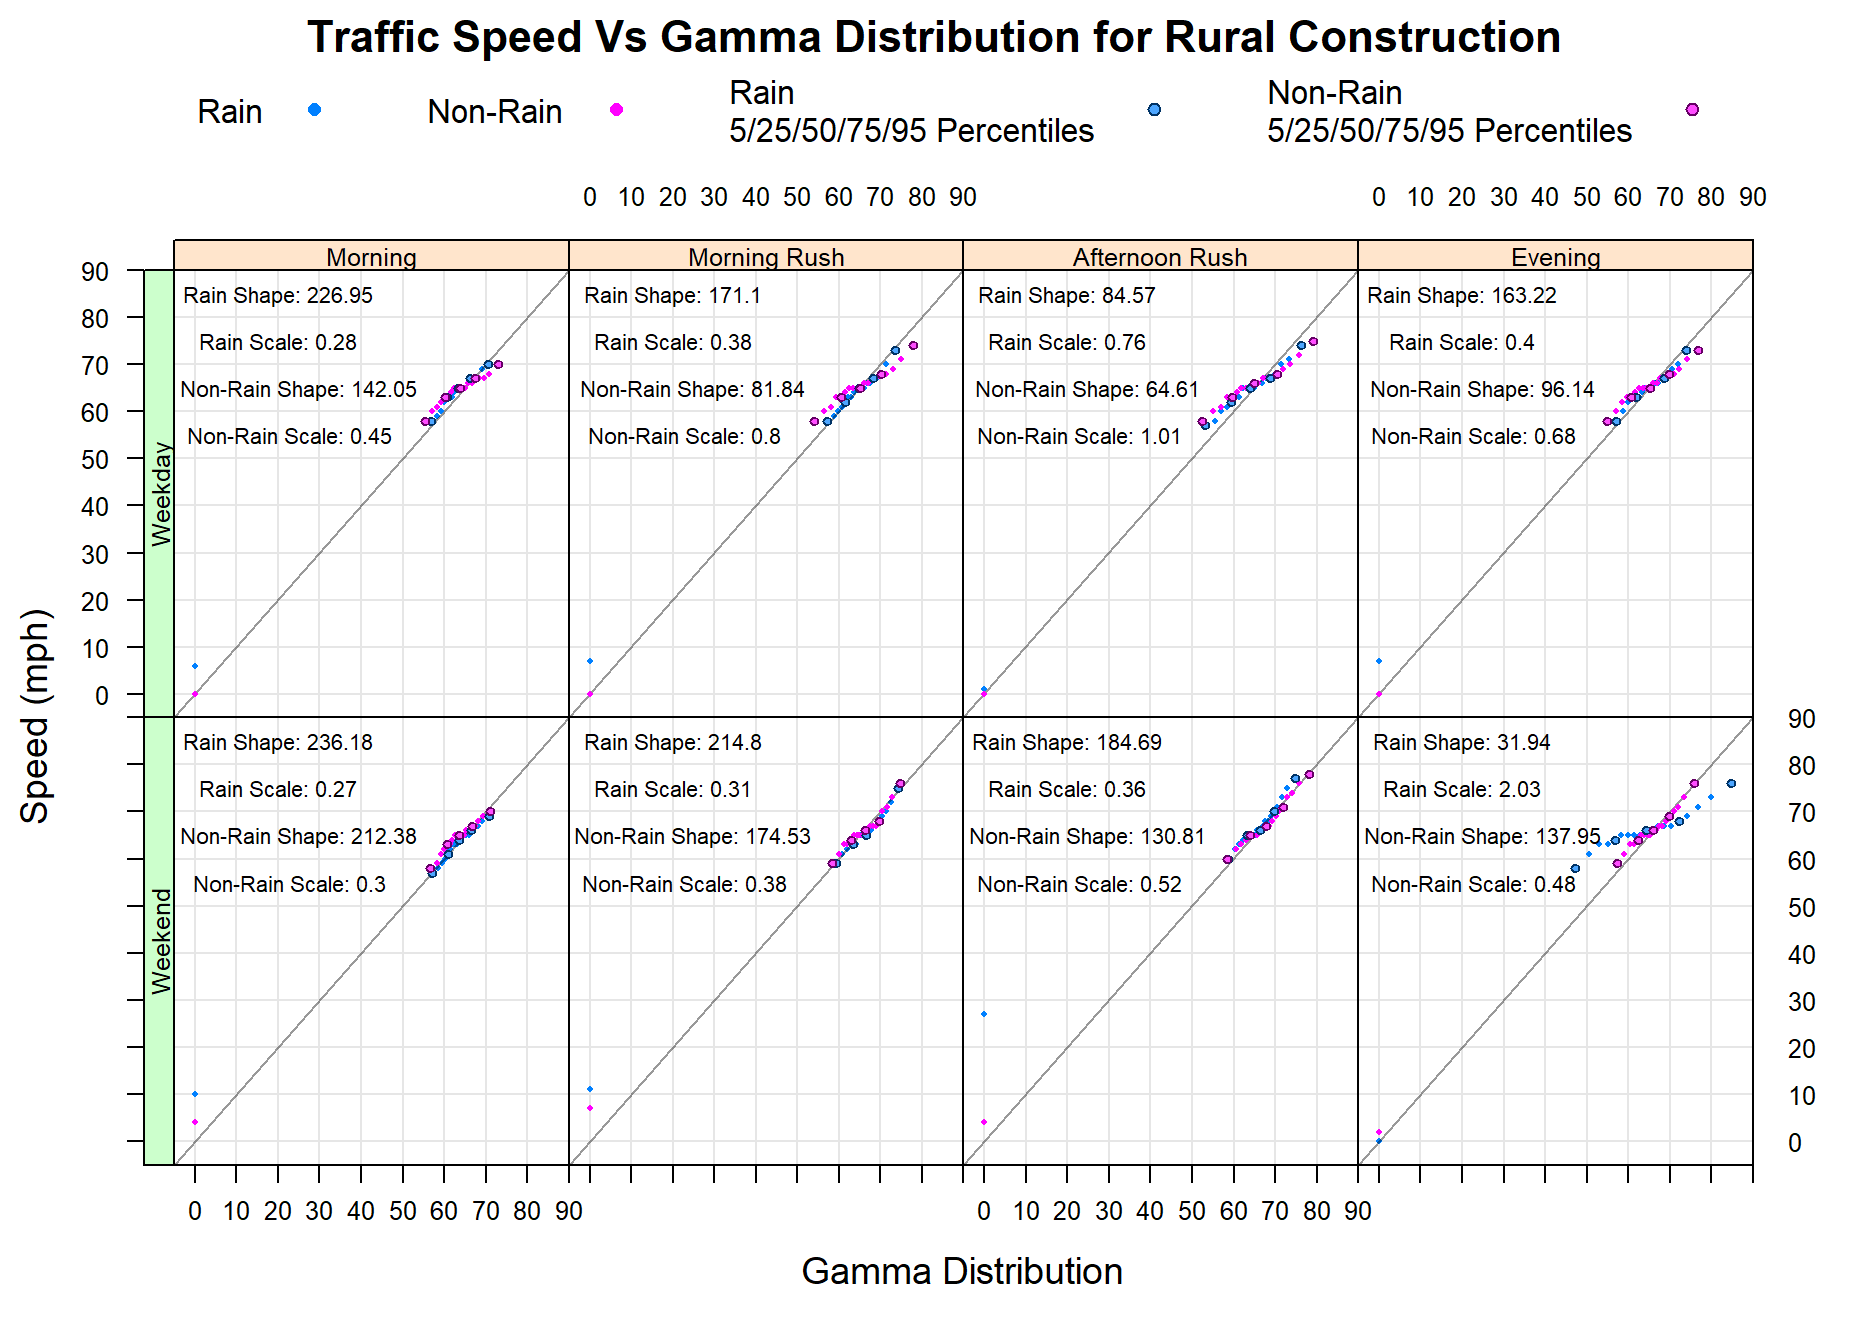 Traffic Speed Vs Gamma Distribution for Rural Construction
Rain
Non-Rain
Rain
5/25/50/75/95 Percentiles
Non-Rain
5/25/50/75/95 Percentiles
0 10 20 30 40 50 60 70 80 90
0 10 20 30 40 50 60 70 80 90
Morning
Morning Rush
Afternoon Rush
Evening
Speed (mph)
Weekday
90
80
70
60
50
40
30
20
10
0
Rain Shape: 226.95
Rain Scale: 0.28
Non-Rain Shape: 142.05
Non-Rain Scale: 0.45
Rain Shape: 171.1
Rain Scale: 0.38
Non-Rain Shape: 81.84
Non-Rain Scale: 0.8
Rain Shape: 84.57
Rain Scale: 0.76
Non-Rain Shape: 64.61
Non-Rain Scale: 1.01
Rain Shape: 163.22
Rain Scale: 0.4
Non-Rain Shape: 96.14
Non-Rain Scale: 0.68
Weekend
Rain Shape: 236.18
Rain Scale: 0.27
Non-Rain Shape: 212.38
Non-Rain Scale: 0.3
Rain Shape: 214.8
Rain Scale: 0.31
Non-Rain Shape: 174.53
Non-Rain Scale: 0.38
Rain Shape: 184.69
Rain Scale: 0.36
Non-Rain Shape: 130.81
Non-Rain Scale: 0.52
Rain Shape: 31.94
Rain Scale: 2.03
Non-Rain Shape: 137.95
Non-Rain Scale: 0.48
90
80
70
60
50
40
30
20
10
0
0 10 20 30 40 50 60 70 80 90
0 10 20 30 40 50 60 70 80 90
Gamma Distribution